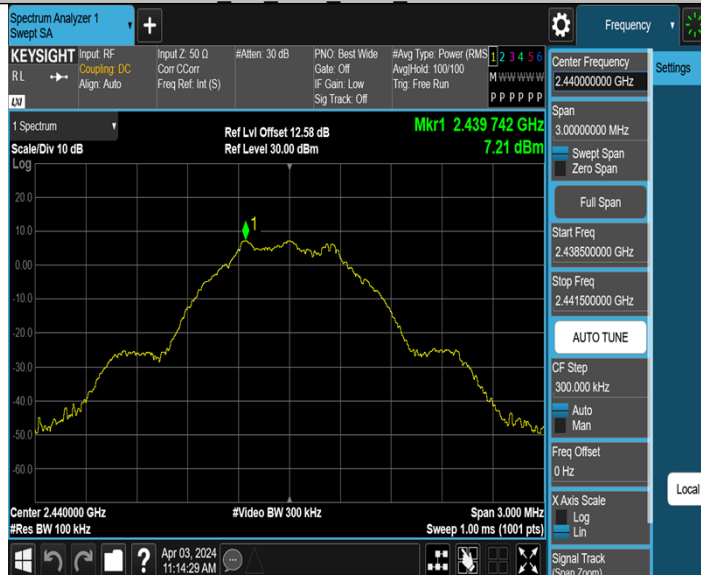 Spectrum Analyzer 1
Swept SA
+
Frequency
KEYSIGHT
Input: RF
Coupling: DC
Align: Auto
Input Z: 50 Ω
Corr CCorr
Freq Ref: Int (S)
#Atten: 30 dB
PNO: Best Wide
Gate: Off
IF Gain: Low
Sig Track: Off
#Avg Type: Power (RMS
Avg|Hold: 100/100
Trig: Free Run
1 2 3 4 5 6
M W W W W W
P P P P P P
RL
LXI
1 Spectrum
Scale/Div 10 dB
Log
Ref Lvl Offset 12.58 dB
Ref Level 30.00 dBm
Mkr1 2.439 742 GHz
7.21 dBm
1
20.0
10.0
0.00
-10.0
-20.0
-30.0
-40.0
-50.0
-60.0
Center 2.440000 GHz
#Res BW 100 kHz
#Video BW 300 kHz
Span 3.000 MHz
Sweep 1.00 ms (1001 pts)
?
Apr 03, 2024
11:14:29 AM
Center Frequency
2.440000000 GHz
Span
3.00000000 MHz
Swept Span
Zero Span
Full Span
Start Freq
2.438500000 GHz
Stop Freq
2.441500000 GHz
AUTO TUNE
CF Step
300.000 kHz
Auto
Man
Freq Offset
0 Hz
X Axis Scale
Log
Lin
Signal Track
(Span Zoom)
Settings
Local